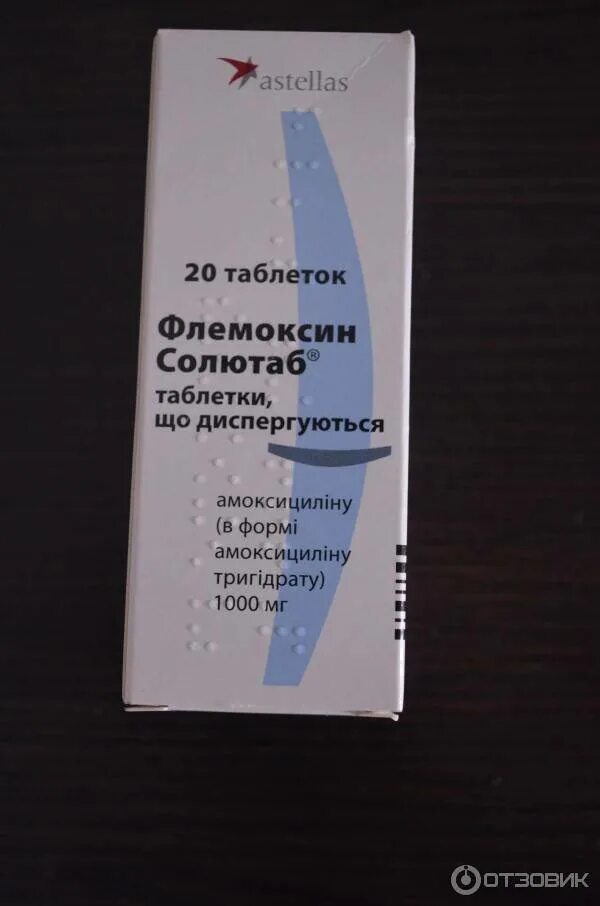 astellas
20 таблеток
Флемоксин
Солютаб®
таблетки,
що диспергуються
амоксициліну
(в формі
амоксициліну
тригідрату)
1000 мг
ОТЗОВИК